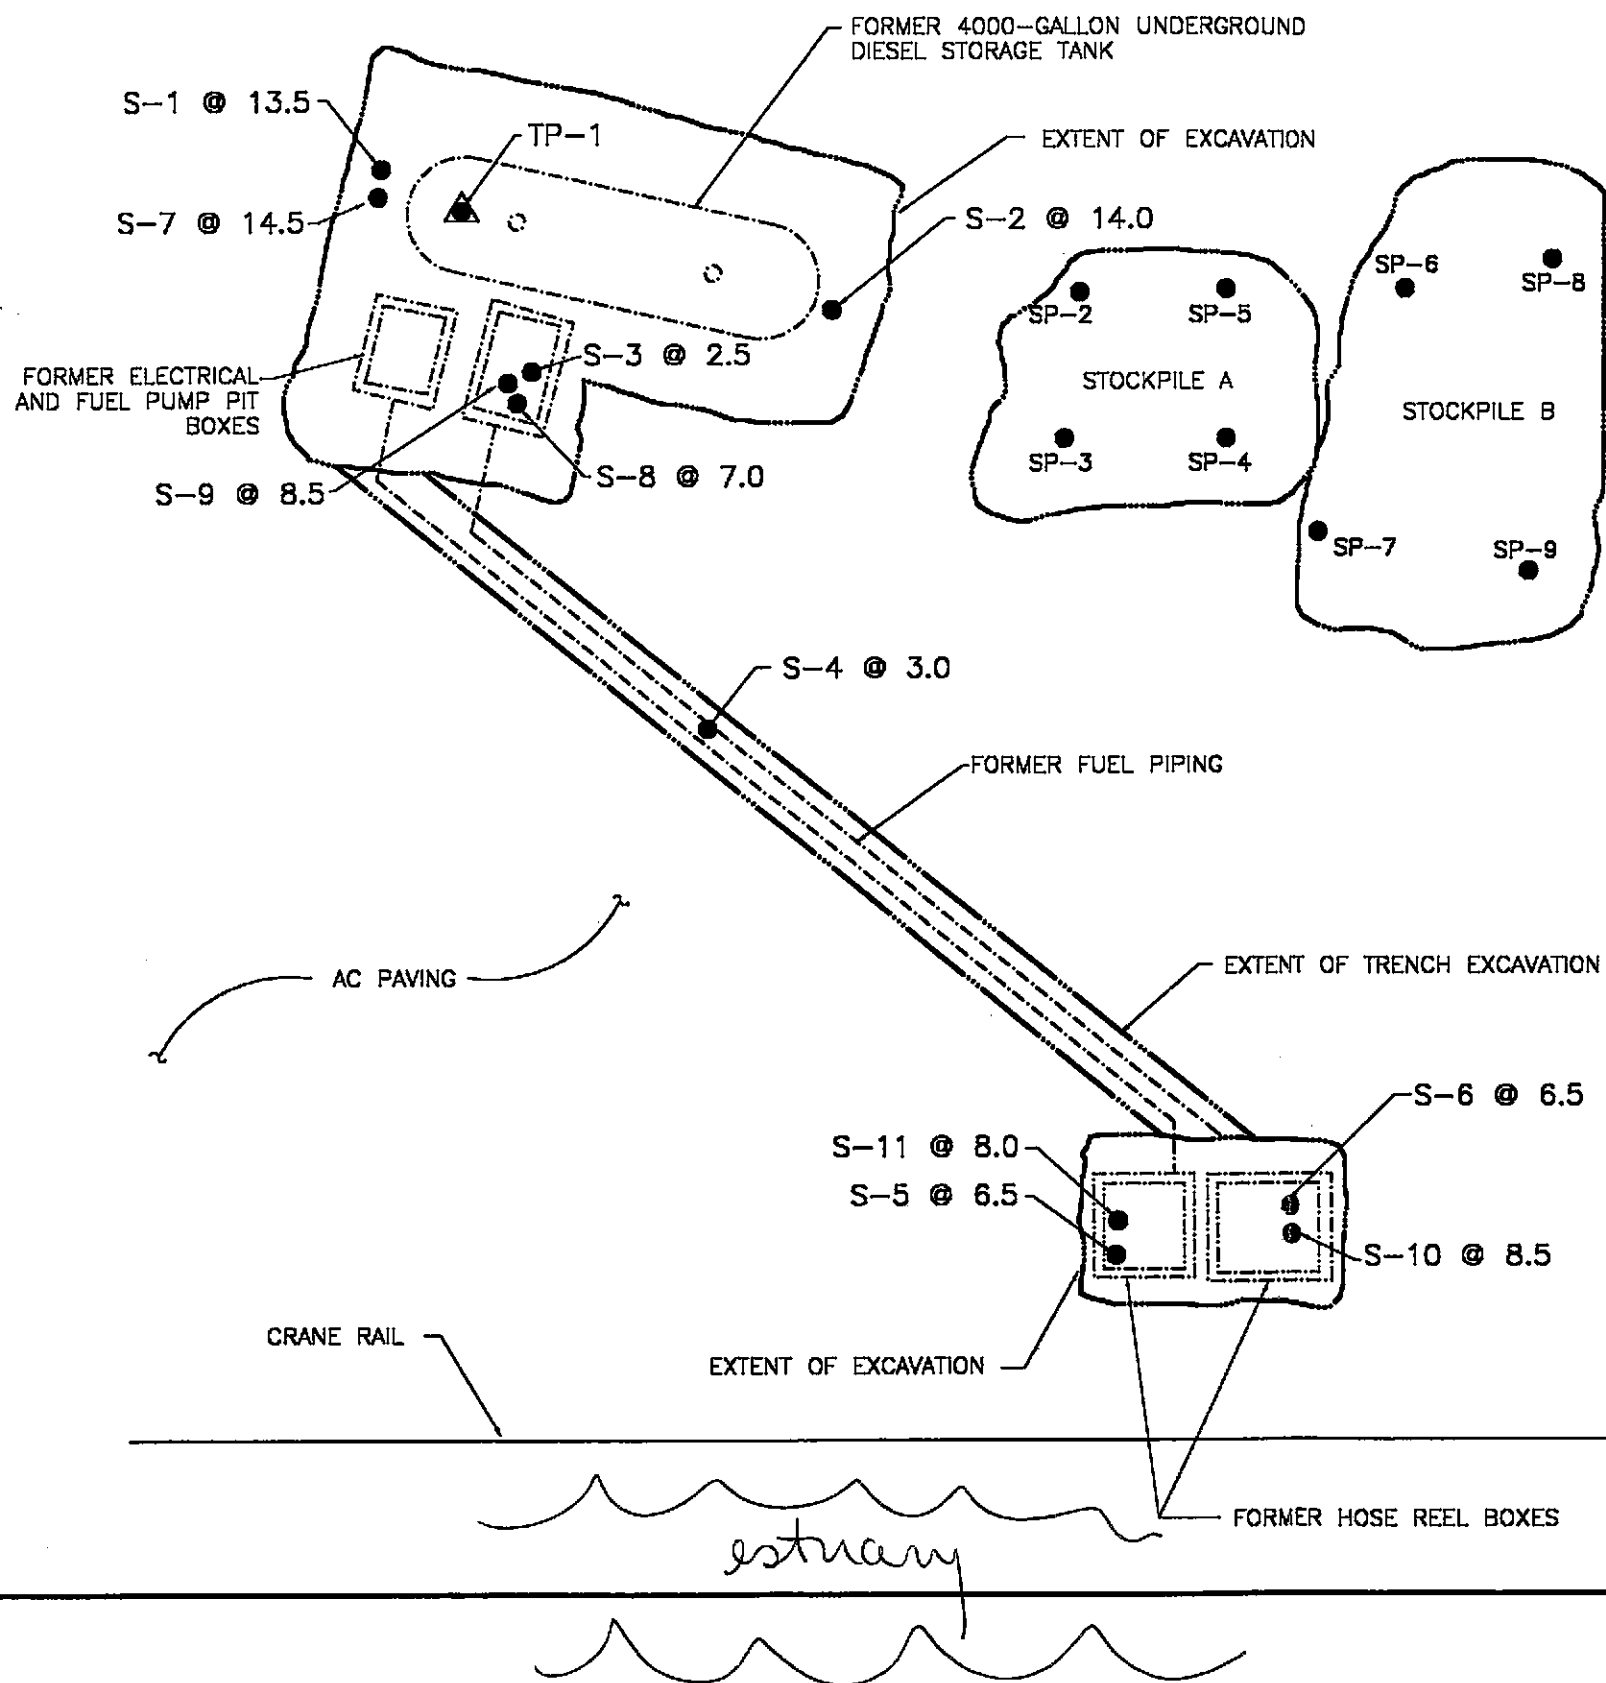 FORMER 4000-GALLON UNDERGROUND
DIESEL STORAGE TANK
S-1 @ 13.5
TP-1
EXTENT OF EXCAVATION
S-7 @ 14.5
S-2 @ 14.0
SP-6
SP-8
SP-2
SP-5
S-3 @ 2.5
STOCKPILE A
FORMER ELECTRICAL
AND FUEL PUMP PIT
BOXES
STOCKPILE B
SP-3
SP-4
S-9 @ 8.5
S-8 @ 7.0
SP-7
SP-9
S-4 @ 3.0
FORMER FUEL PIPING
AC PAVING
EXTENT OF TRENCH EXCAVATION
S-6 @ 6.5
S-11 @ 8.0
S-5 @ 6.5
S-10 @ 8.5
CRANE RAIL
EXTENT OF EXCAVATION
FORMER HOSE REEL BOXES
estuary